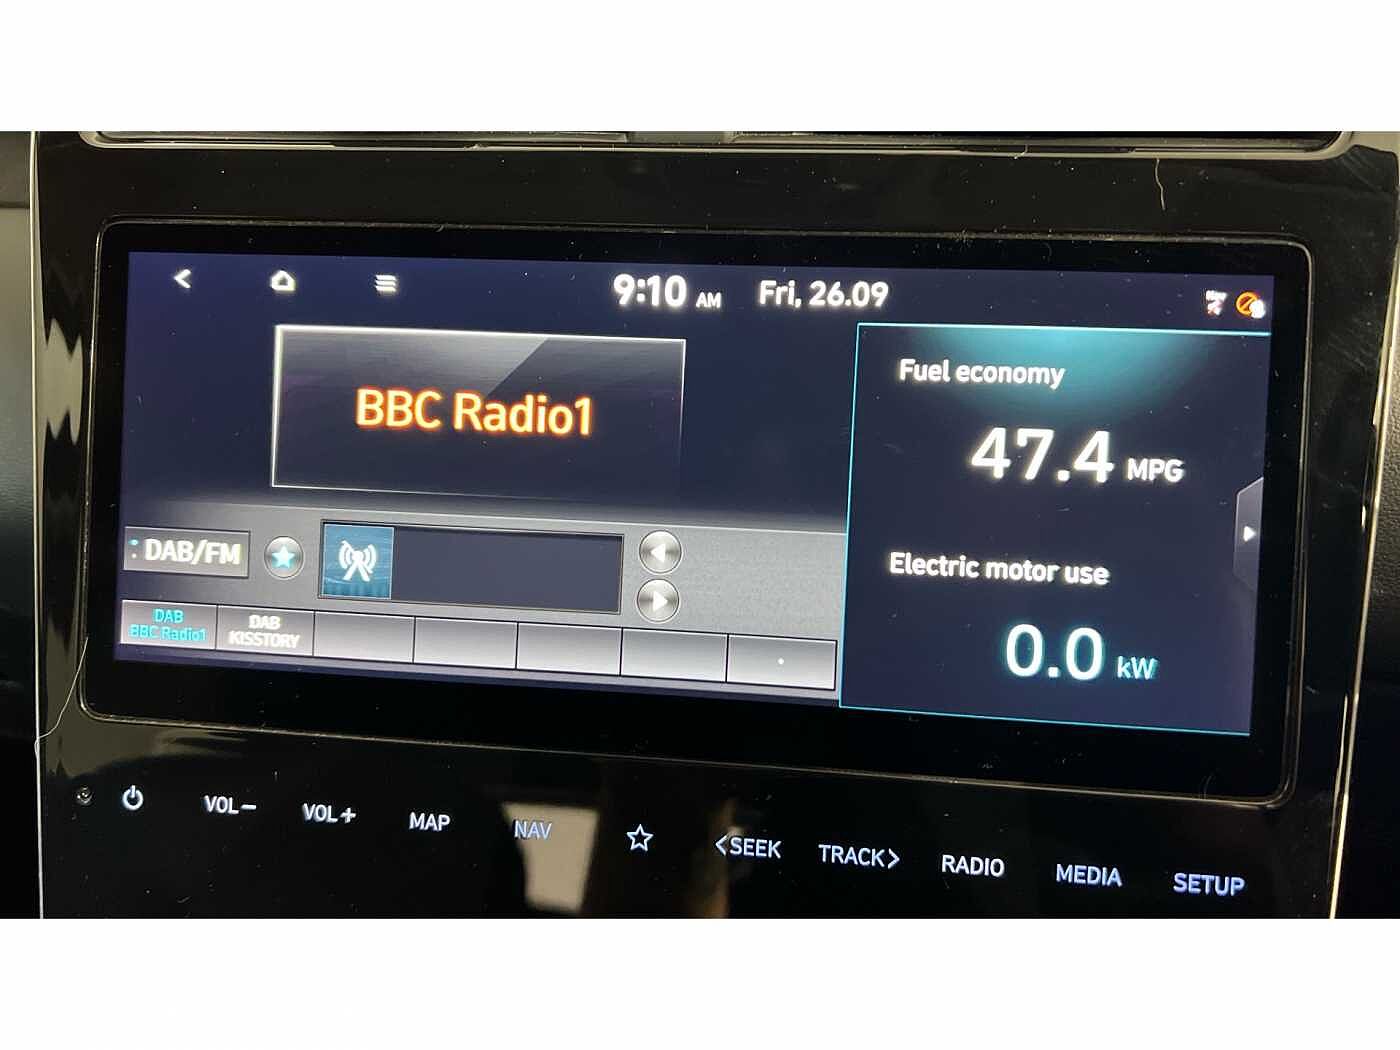 9:10 AM Fri, 26.09
Nav
BBC Radio1
Fuel economy
47.4 MPG
Electric motor use
0.0 kW
DAB/FM
DAB
BBC Radio1
DAB
KISSTORY
VOL− VOL+ MAP NAV <SEEK TRACK> RADIO MEDIA SETUP